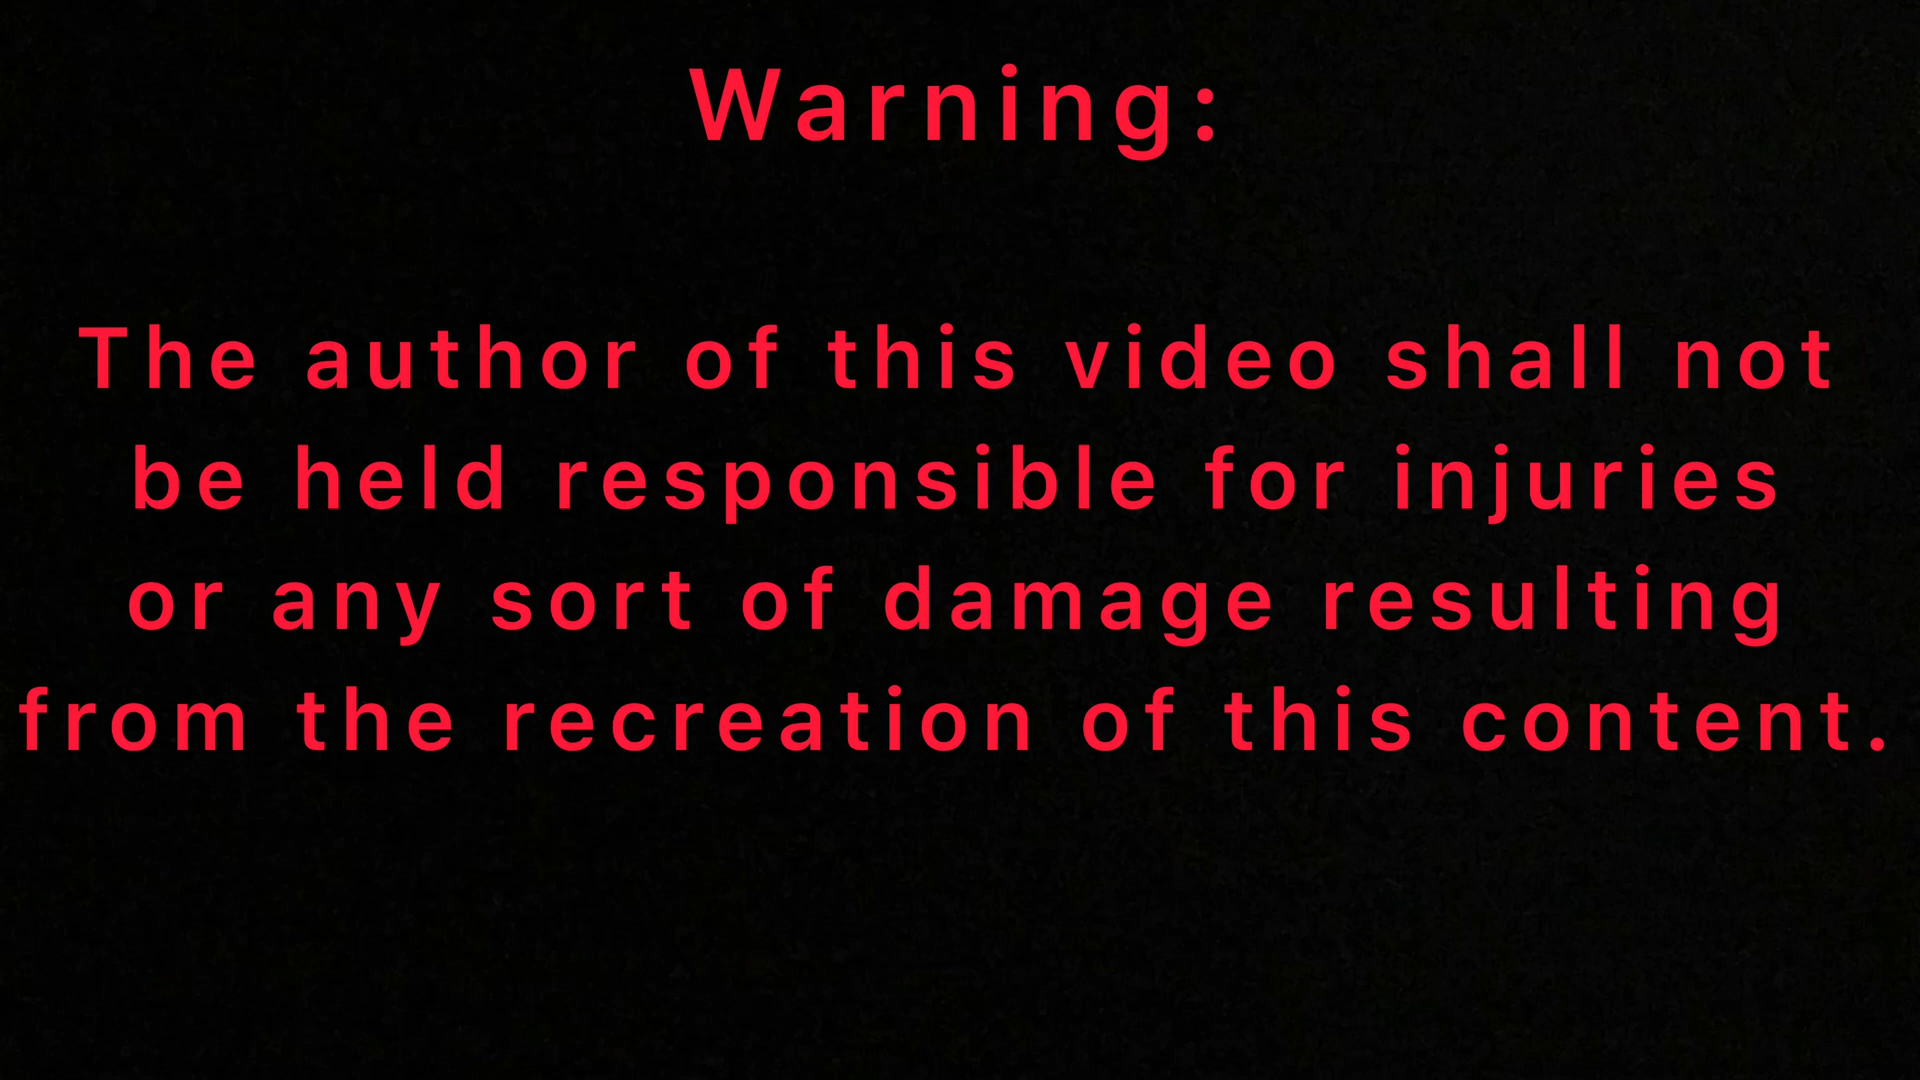 Warning:
The author of this video shall not
be held responsible for injuries
or any sort of damage resulting
from the recreation of this content.